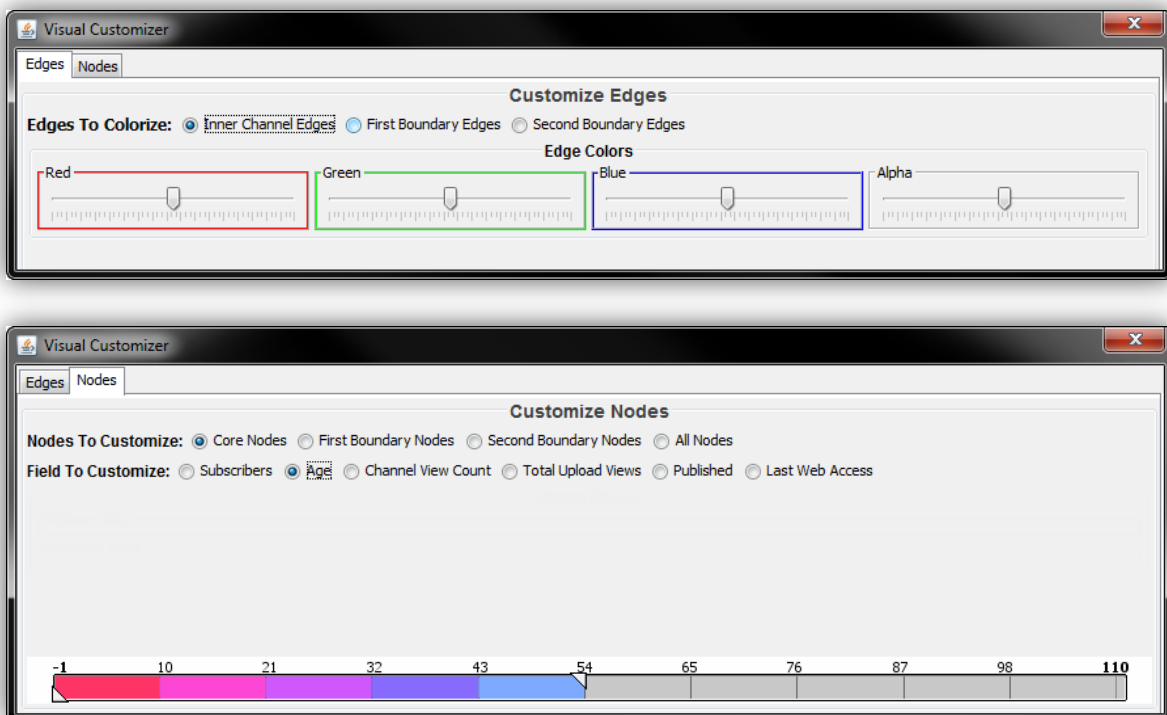 Visual Customizer
Edges Nodes
Customize Edges
Edges To Colorize: Inner Channel Edges First Boundary Edges Second Boundary Edges
Edge Colors
Red Green Blue Alpha
Visual Customizer
Edges Nodes
Customize Nodes
Nodes To Customize: Core Nodes First Boundary Nodes Second Boundary Nodes All Nodes
Field To Customize: Subscribers Age Channel View Count Total Upload Views Published Last Web Access
-1 10 21 32 43 54 65 76 87 98 110